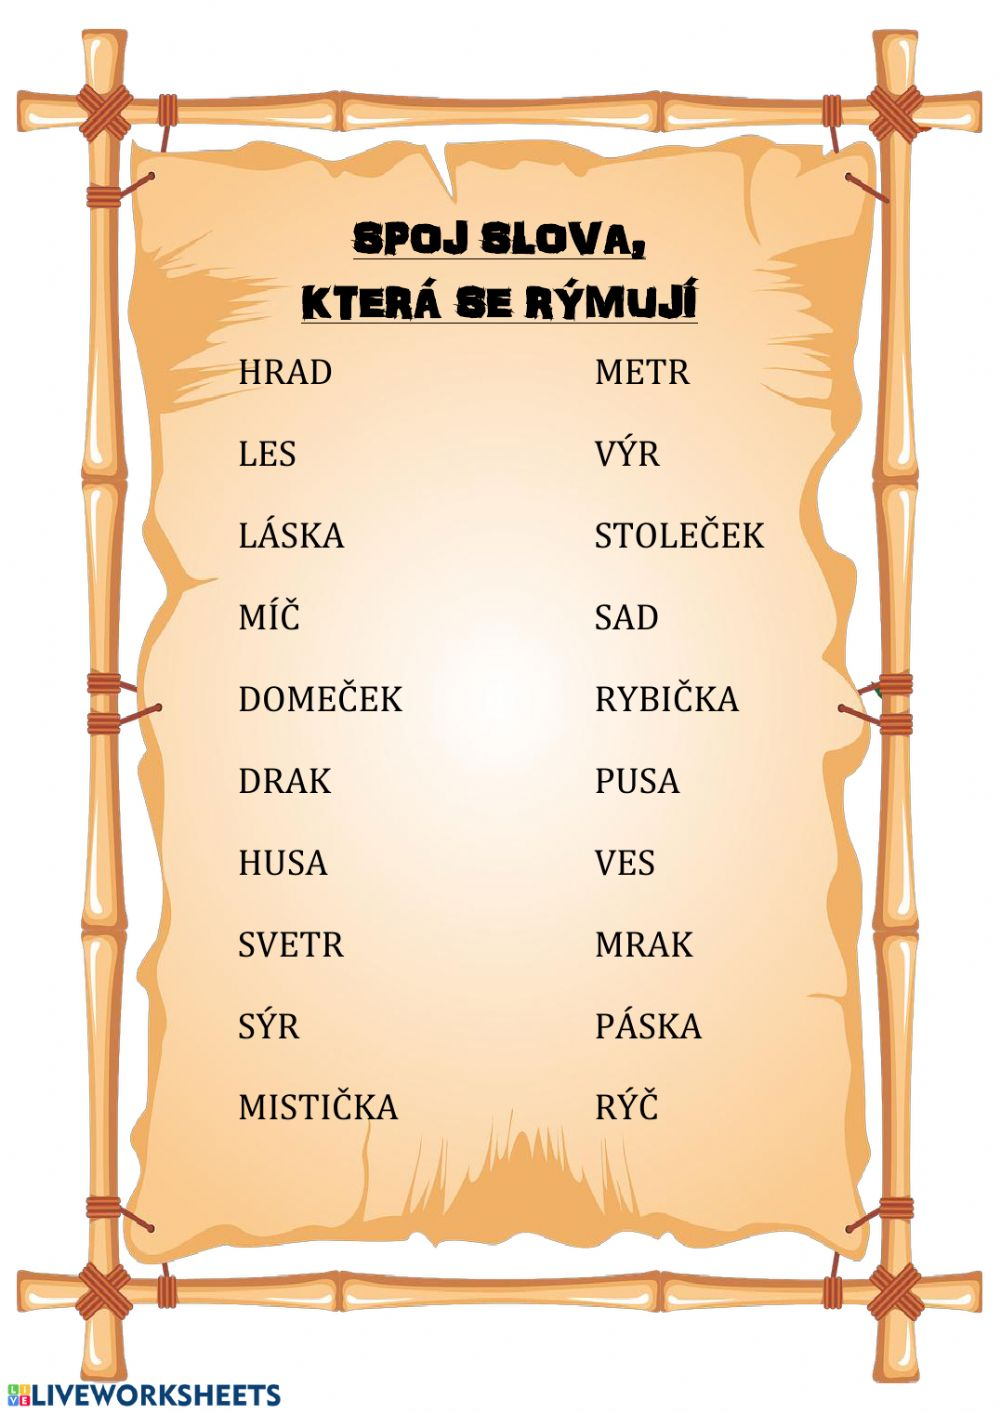 SPOJ SLOVA,
KTERÁ SE RÝMUJÍ
HRAD METR
LES VÝR
LÁSKA STOLEČEK
MÍČ SAD
DOMEČEK RYBIČKA
DRAK PUSA
HUSA VES
SVETR MRAK
SÝR PÁSKA
MISTIČKA RÝČ
LIVE LIVEWORKSHEETS